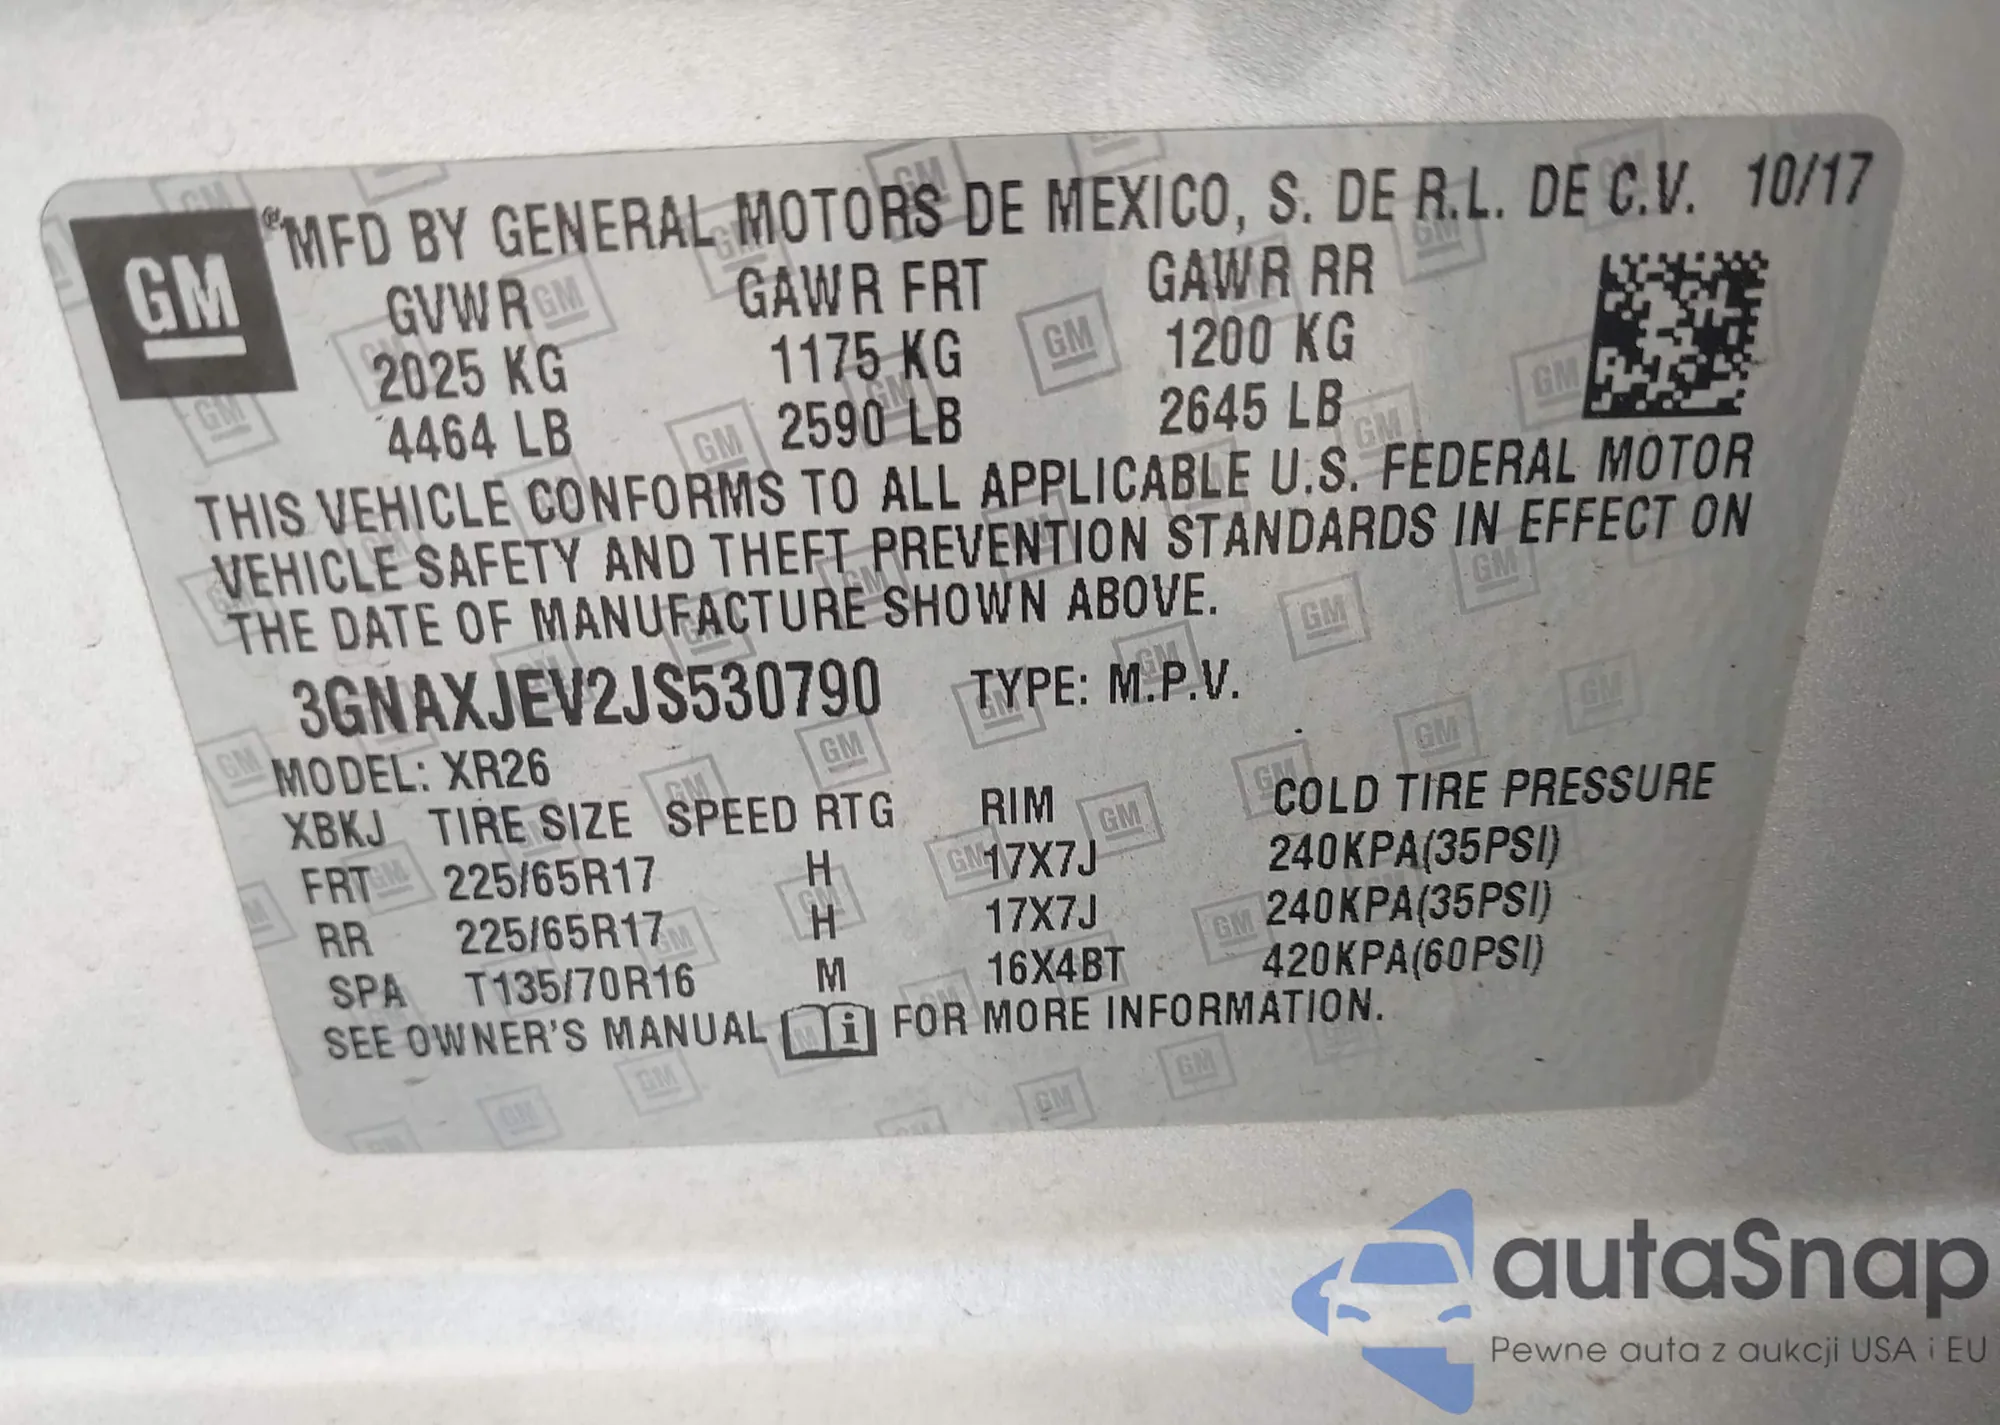 GM
®MFD BY GENERAL MOTORS DE MEXICO, S. DE R.L. DE C.V. 10/17
GVWR GAWR FRT GAWR RR
2025 KG 1175 KG 1200 KG
4464 LB 2590 LB 2645 LB
THIS VEHICLE CONFORMS TO ALL APPLICABLE U.S. FEDERAL MOTOR
VEHICLE SAFETY AND THEFT PREVENTION STANDARDS IN EFFECT ON
THE DATE OF MANUFACTURE SHOWN ABOVE.
3GNAXJEV2JS530790 TYPE: M.P.V.
MODEL: XR26
XBKJ TIRE SIZE SPEED RTG RIM COLD TIRE PRESSURE
FRT 225/65R17 H 17X7J 240KPA(35PSI)
RR 225/65R17 H 17X7J 240KPA(35PSI)
SPA T135/70R16 M 16X4BT 420KPA(60PSI)
SEE OWNER'S MANUAL i FOR MORE INFORMATION.
autaSnap
Pewne auta z aukcji USA i EU